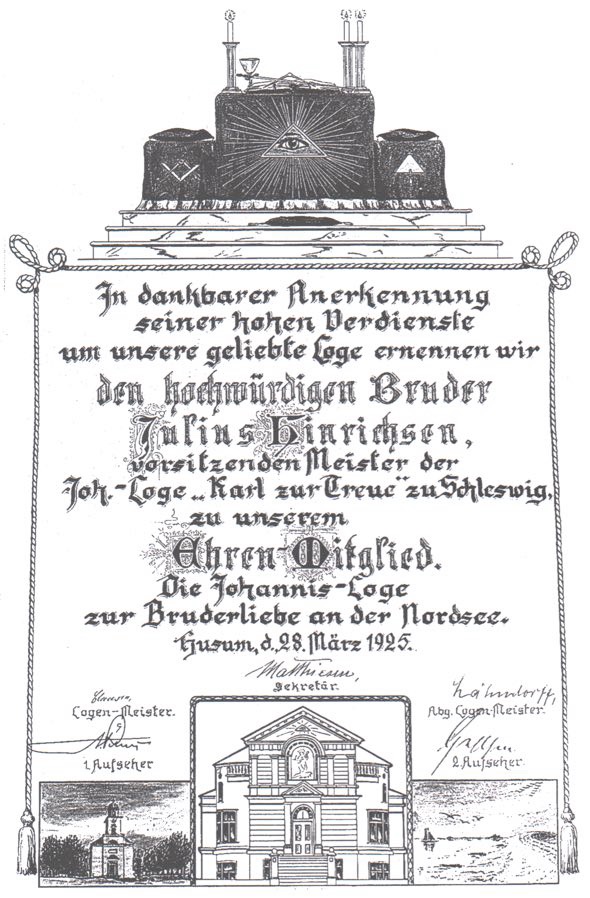 In dankbarer Anerkennung
seiner hohen Verdienste
um unsere geliebte Loge ernennen wir
den hochwürdigen Bruder
Julius Hinrichsen,
vorsitzenden Meister der
Joh.-Loge „Karl zur Treue“ zu Schleswig,
zu unserem
Ehren-Mitglied.
Die Johannis-Loge
zur Bruderliebe an der Nordsee.
Husum, d. 28. März 1925.
Matthiesen,
Sekretär.
Logen-Meister.
Abg. Logen-Meister.
1. Aufseher
2. Aufseher